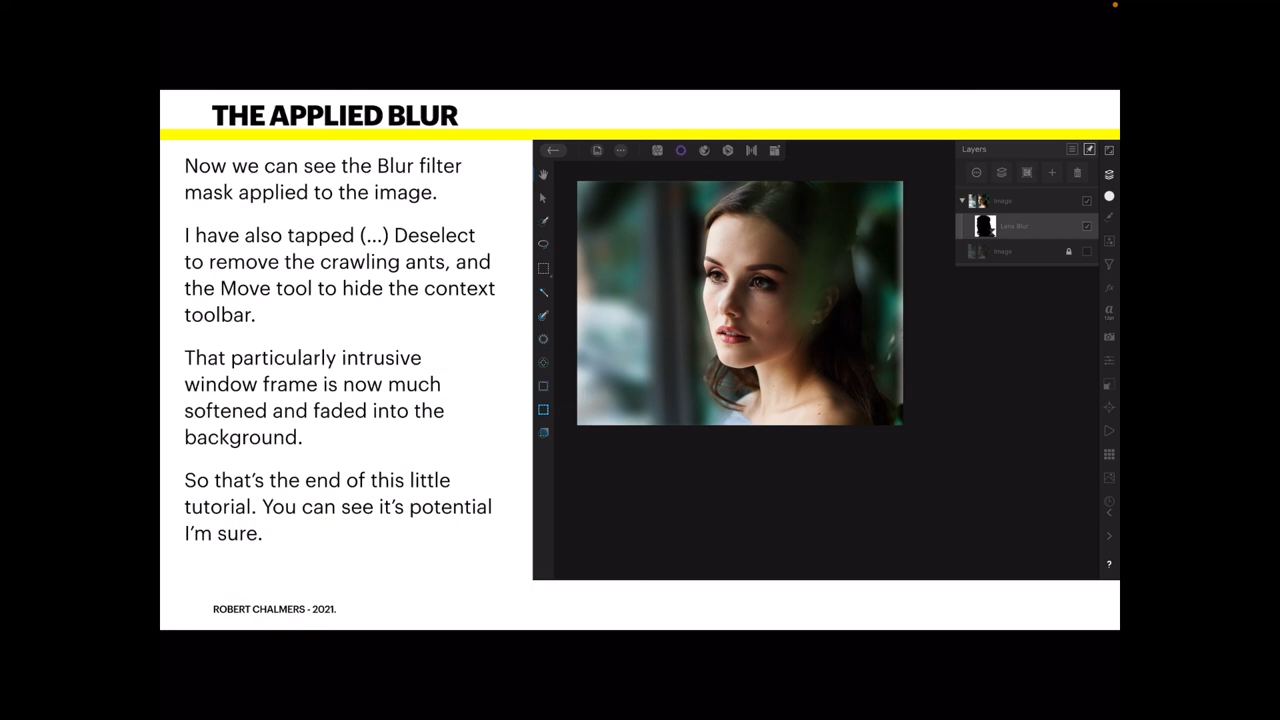 THE APPLIED BLUR
Now we can see the Blur filter
mask applied to the image.
I have also tapped (...) Deselect
to remove the crawling ants, and
the Move tool to hide the context
toolbar.
That particularly intrusive
window frame is now much
softened and faded into the
background.
So that’s the end of this little
tutorial. You can see it’s potential
I’m sure.
Layers
Image
Lens Blur
Image
ROBERT CHALMERS - 2021.